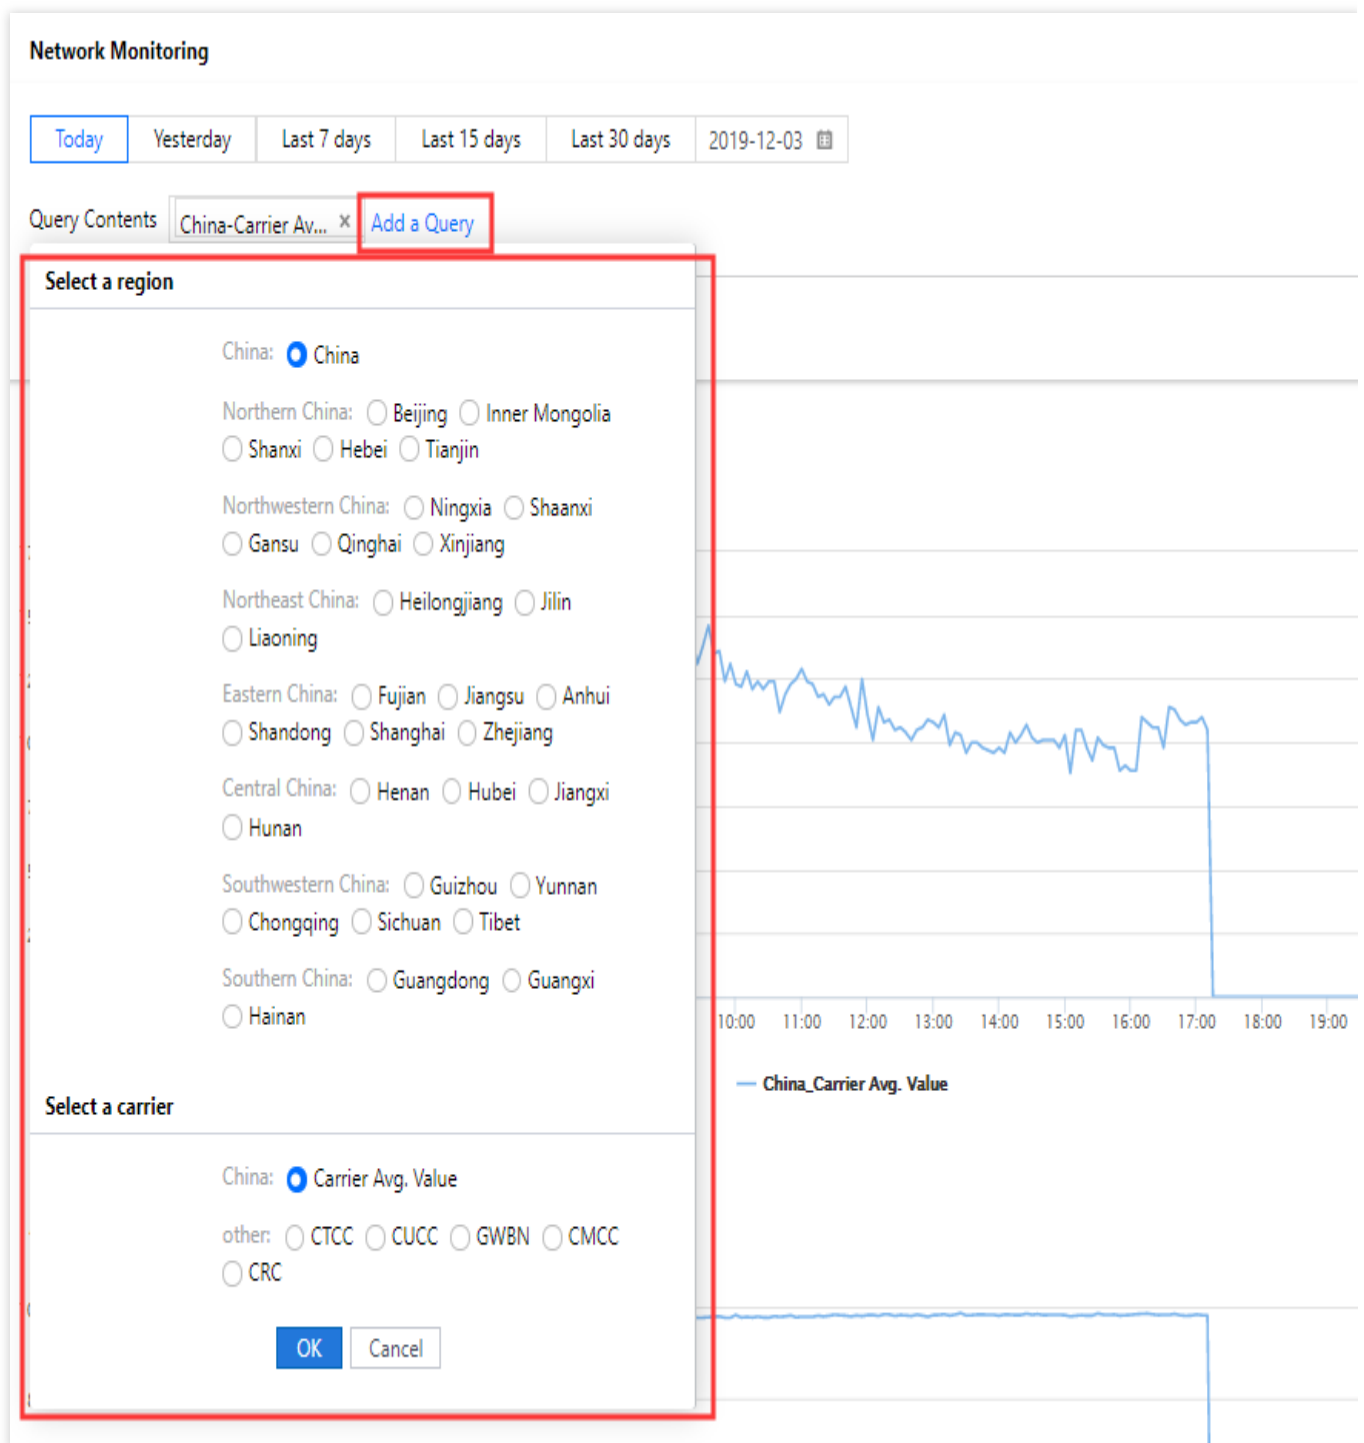 Network Monitoring
Today Yesterday Last 7 days Last 15 days Last 30 days 2019-12-03
Query Contents China-Carrier Av... × Add a Query
Select a region
China: China
Northern China: Beijing Inner Mongolia
Shanxi Hebei Tianjin
Northwestern China: Ningxia Shaanxi
Gansu Qinghai Xinjiang
Northeast China: Heilongjiang Jilin
Liaoning
Eastern China: Fujian Jiangsu Anhui
Shandong Shanghai Zhejiang
Central China: Henan Hubei Jiangxi
Hunan
Southwestern China: Guizhou Yunnan
Chongqing Sichuan Tibet
Southern China: Guangdong Guangxi
Hainan
10:00 11:00 12:00 13:00 14:00 15:00 16:00 17:00 18:00 19:00
China_Carrier Avg. Value
Select a carrier
China: Carrier Avg. Value
other: CTCC CUCC GWBN CMCC
CRC
OK Cancel